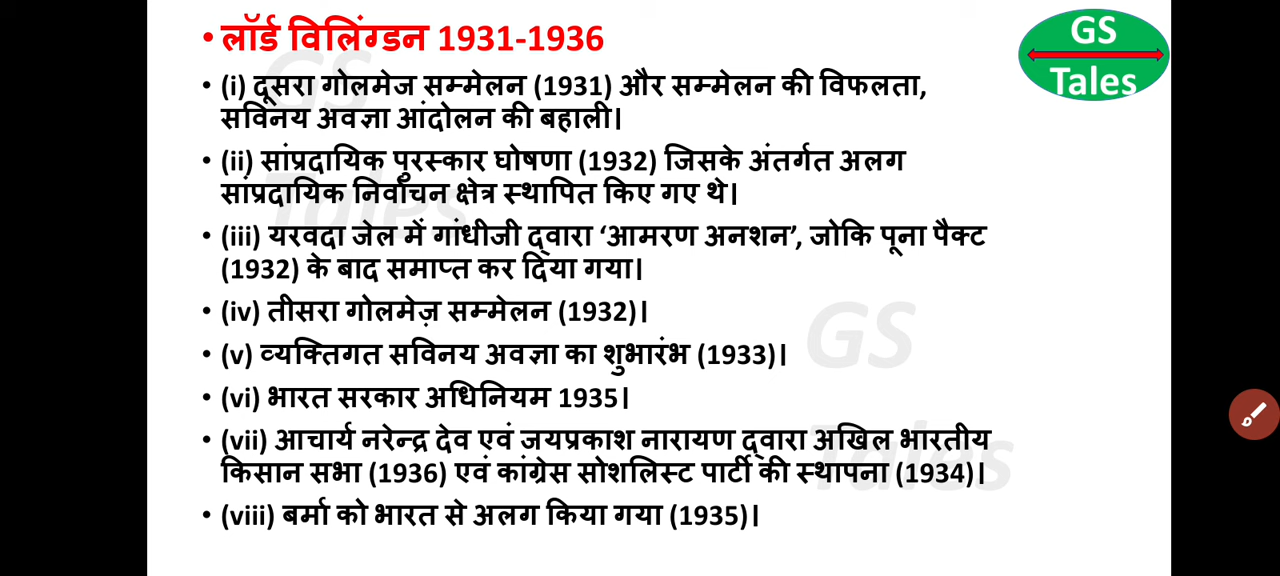 • लॉर्ड विलिंग्डन 1931-1936
GS
Tales
• (i) दूसरा गोलमेज सम्मेलन (1931) और सम्मेलन की विफलता,
सविनय अवज्ञा आंदोलन की बहाली।
• (ii) सांप्रदायिक पुरस्कार घोषणा (1932) जिसके अंतर्गत अलग
सांप्रदायिक निर्वाचन क्षेत्र स्थापित किए गए थे।
• (iii) यरवदा जेल में गांधीजी द्वारा ‘आमरण अनशन’, जोकि पूना पैक्ट
(1932) के बाद समाप्त कर दिया गया।
• (iv) तीसरा गोलमेज़ सम्मेलन (1932)।
• (v) व्यक्तिगत सविनय अवज्ञा का शुभारंभ (1933)।
• (vi) भारत सरकार अधिनियम 1935।
• (vii) आचार्य नरेन्द्र देव एवं जयप्रकाश नारायण द्वारा अखिल भारतीय
किसान सभा (1936) एवं कांग्रेस सोशलिस्ट पार्टी की स्थापना (1934)।
• (viii) बर्मा को भारत से अलग किया गया (1935)।
GS
Tales
GS
Tales